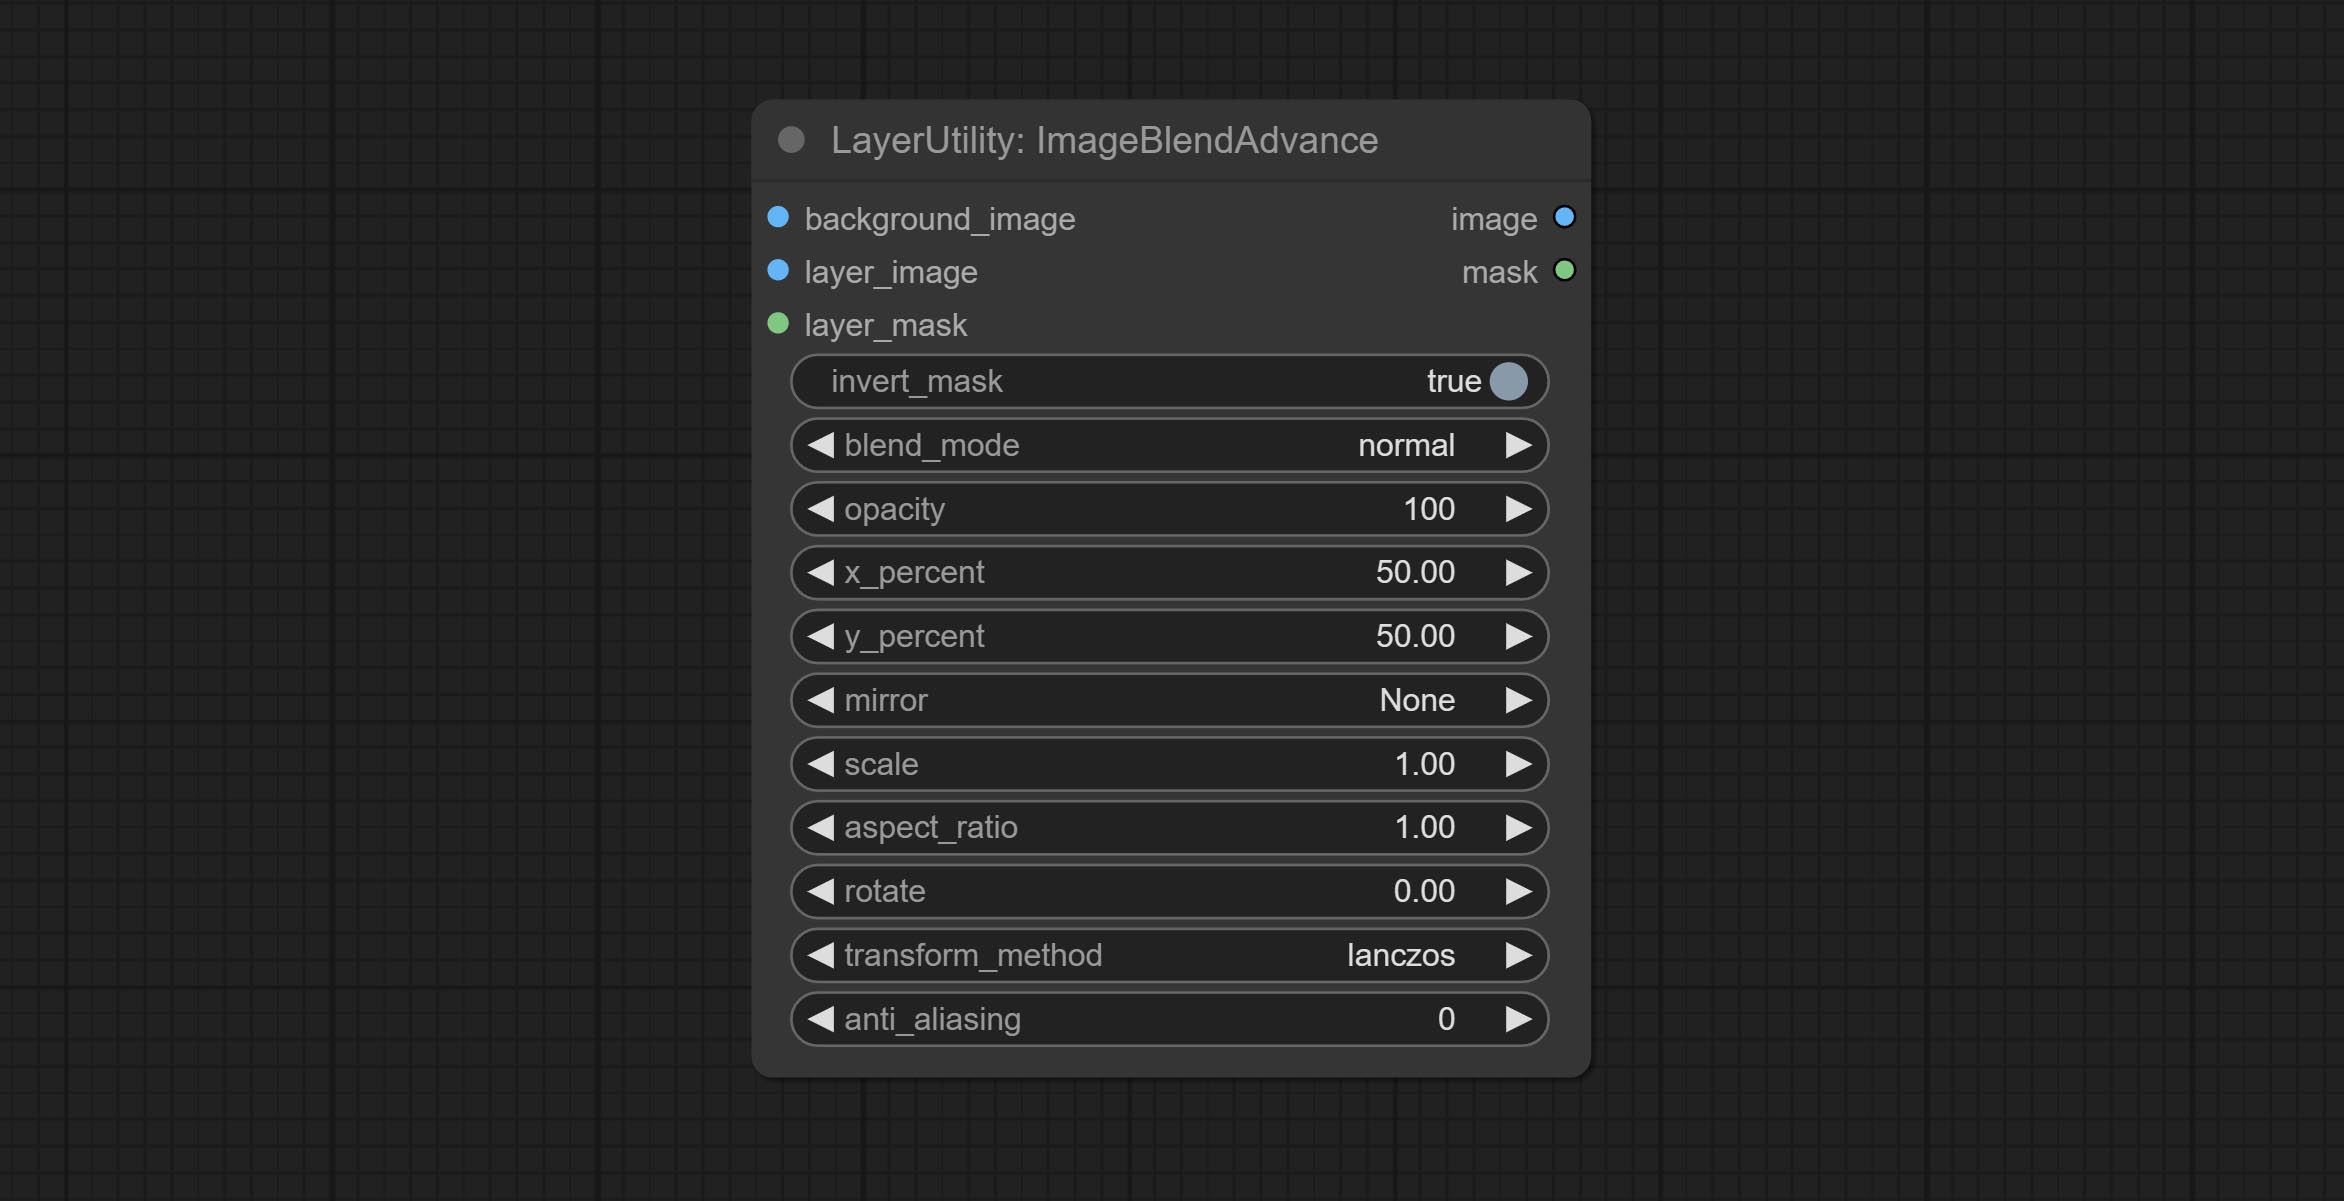 LayerUtility: ImageBlendAdvance
background_image image
layer_image mask
layer_mask
invert_mask true
blend_mode normal
opacity 100
x_percent 50.00
y_percent 50.00
mirror None
scale 1.00
aspect_ratio 1.00
rotate 0.00
transform_method lanczos
anti_aliasing 0